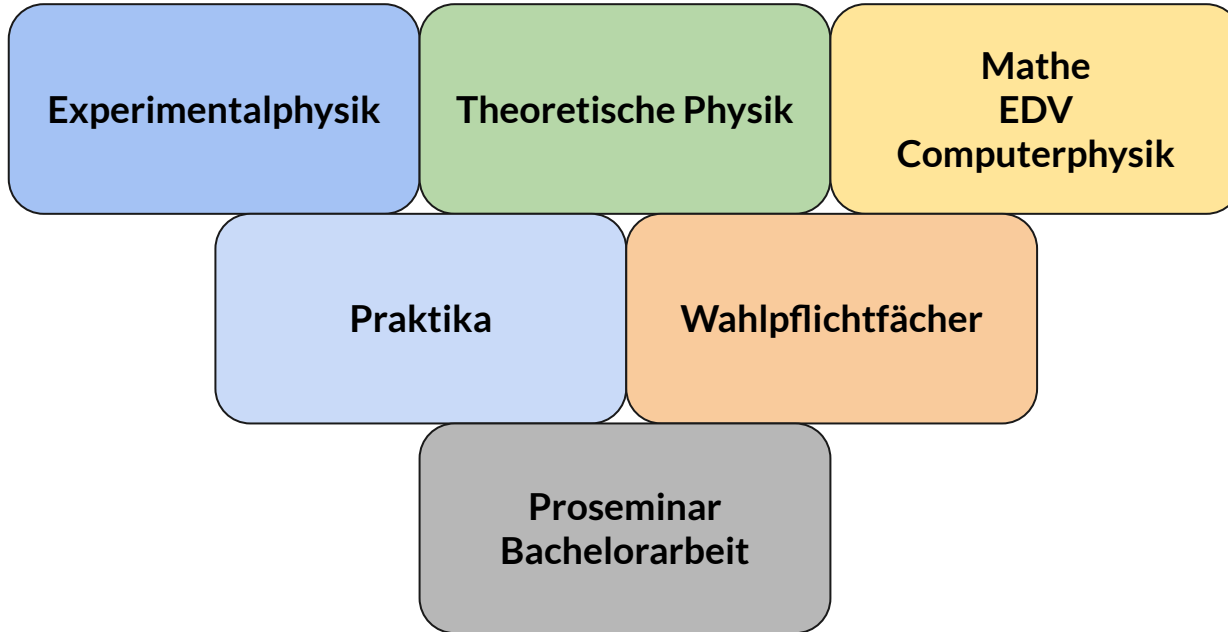 Experimentalphysik
Theoretische Physik
Mathe
EDV
Computerphysik
Praktika
Wahlpflichtfächer
Proseminar
Bachelorarbeit